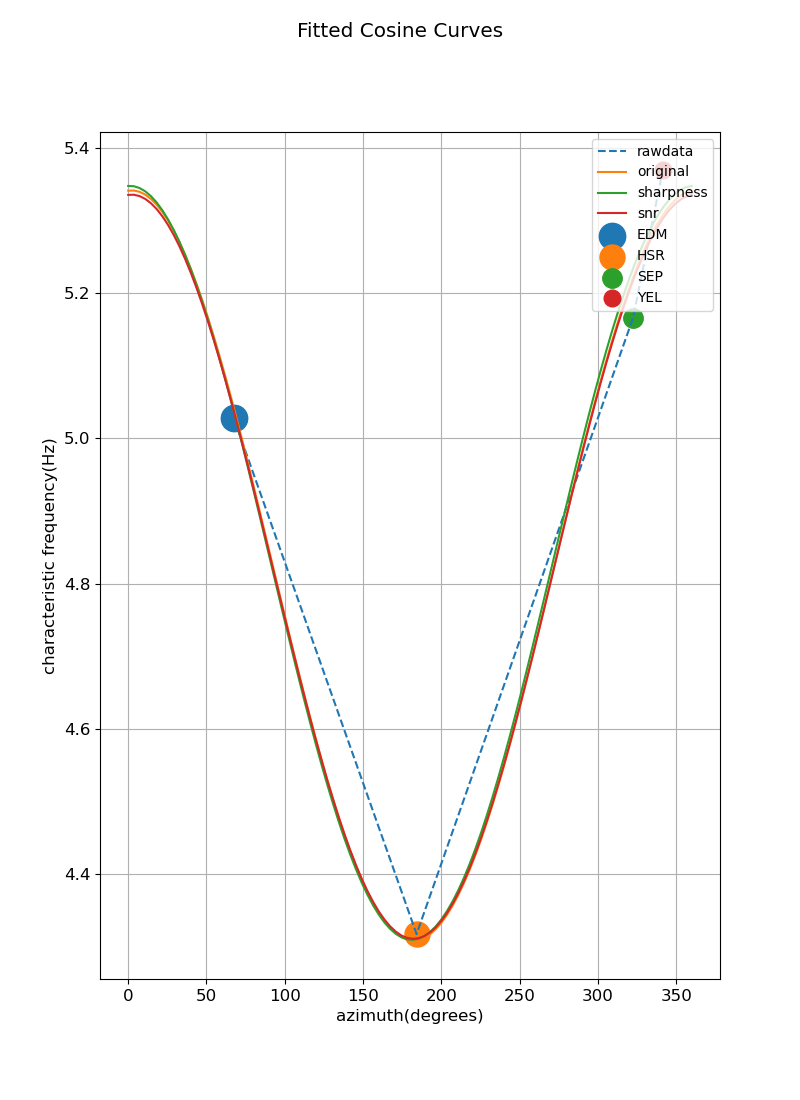 Fitted Cosine Curves
5.4
5.2
5.0
4.8
4.6
4.4
characteristic frequency(Hz)
rawdata
original
sharpness
snr
EDM
HSR
SEP
YEL
0 50 100 150 200 250 300 350
azimuth(degrees)